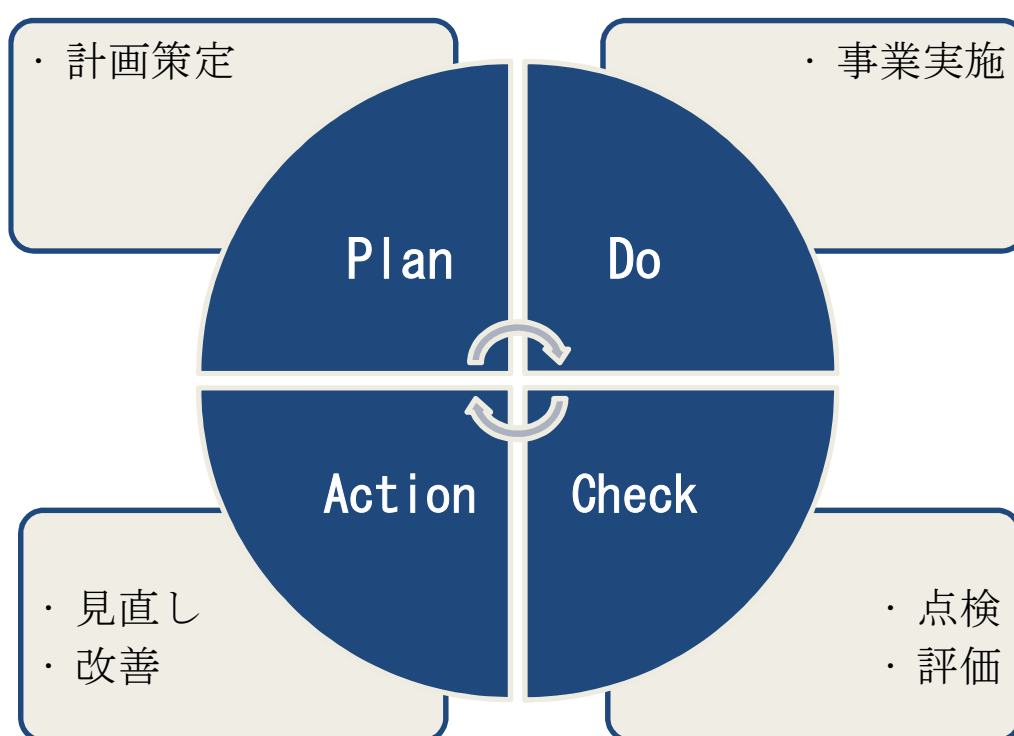 ・計画策定
・事業実施
Plan
Do
Action
Check
・見直し
・改善
・点検
・評価